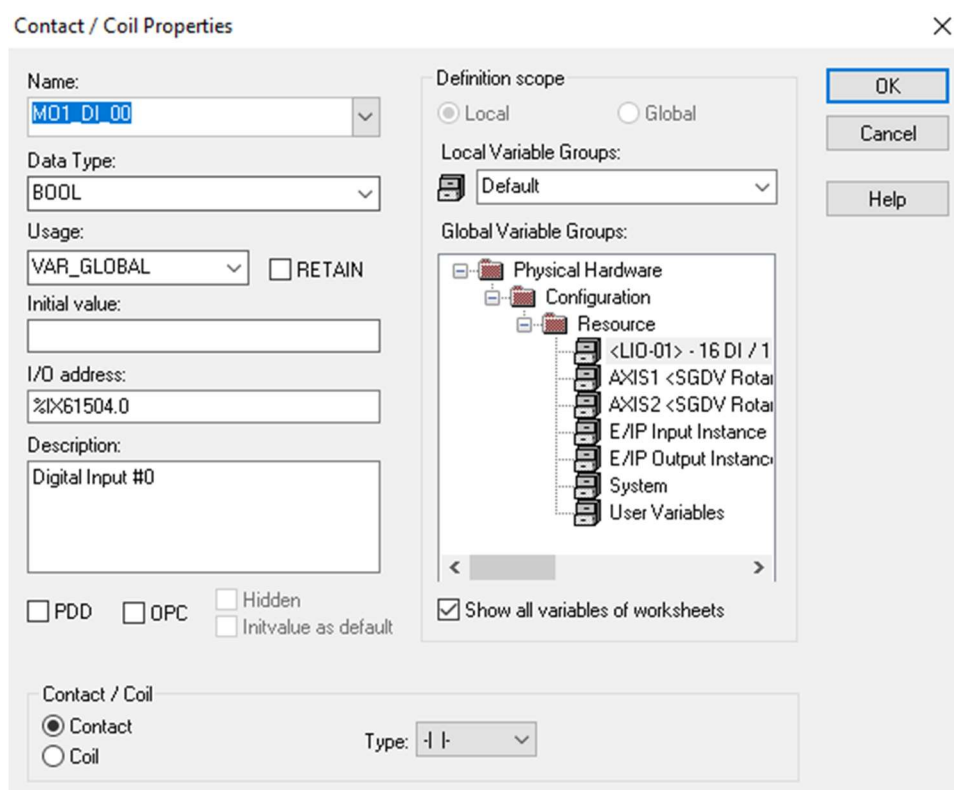 Contact / Coil Properties
Name:
MO1_DI_00
Data Type:
BOOL
Usage:
VAR_GLOBAL
RETAIN
Initial value:
I/O address:
%IX61504.0
Description:
Digital Input #0
PDD
OPC
Hidden
Initvalue as default
Definition scope
Local
Global
Local Variable Groups:
Default
Global Variable Groups:
Physical Hardware
Configuration
Resource
<LIO-01> - 16 DI / 1
AXIS1 <SGDV Rotar
AXIS2 <SGDV Rotar
E/IP Input Instance
E/IP Output Instanc
System
User Variables
Show all variables of worksheets
OK
Cancel
Help
Contact / Coil
Contact
Coil
Type: -| |-